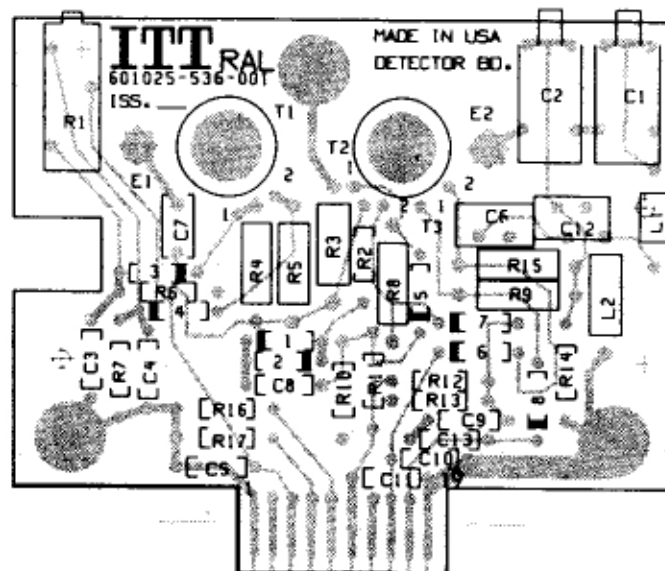 ITT RAL
601025-536-001
ISS.
MADE IN USA
DETECTOR BD.
C2
C1
R1
T1
T2
E2
E1
2
1
2
1
2
1
C7
T3
C6
C12
L1
R4
R5
R3
R2
R8
R15
3
R6
4
5
R9
L2
7
1
2
6
C3
R7
C4
C8
R10
R11
R12
R13
R14
8
R16
R17
C9
C13
C10
C5
C11
19
1